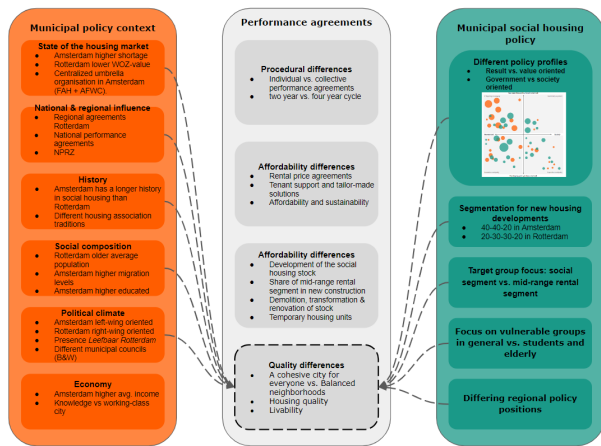 Municipal policy context
State of the housing market
Amsterdam higher shortage
Rotterdam lower WOZ-value
Centralized umbrella
organisation in Amsterdam
(FAH + AFWC).
National & regional influence
Regional agreements
Rotterdam
National performance
agreements
NPRZ
History
Amsterdam has a longer history
in social housing than
Rotterdam
Different housing association
traditions
Social composition
Rotterdam older average
population
Amsterdam higher migration
levels
Amsterdam higher educated
Political climate
Amsterdam left-wing oriented
Rotterdam right-wing oriented
Presence Leefbaar Rotterdam
Different municipal councils
(B&W)
Economy
Amsterdam higher avg. income
Knowledge vs working-class
city
Performance agreements
Procedural differences
Individual vs. collective
performance agreements
two year vs. four year cycle
Affordability differences
Rental price agreements
Tenant support and tailor-made
solutions
Affordability and sustainability
Affordability differences
Development of the social
housing stock
Share of mid-range rental
segment in new construction
Demolition, transformation &
renovation of stock
Temporary housing units
Quality differences
A cohesive city for
everyone vs. Balanced
neighborhoods
Housing quality
Livability
Municipal social housing
policy
Different policy profiles
Result vs. value oriented
Government vs society
oriented
Segmentation for new housing
developments
40-40-20 in Amsterdam
20-30-30-20 in Rotterdam
Target group focus: social
segment vs. mid-range rental
segment
Focus on vulnerable groups
in general vs. students and
elderly
Differing regional policy
positions